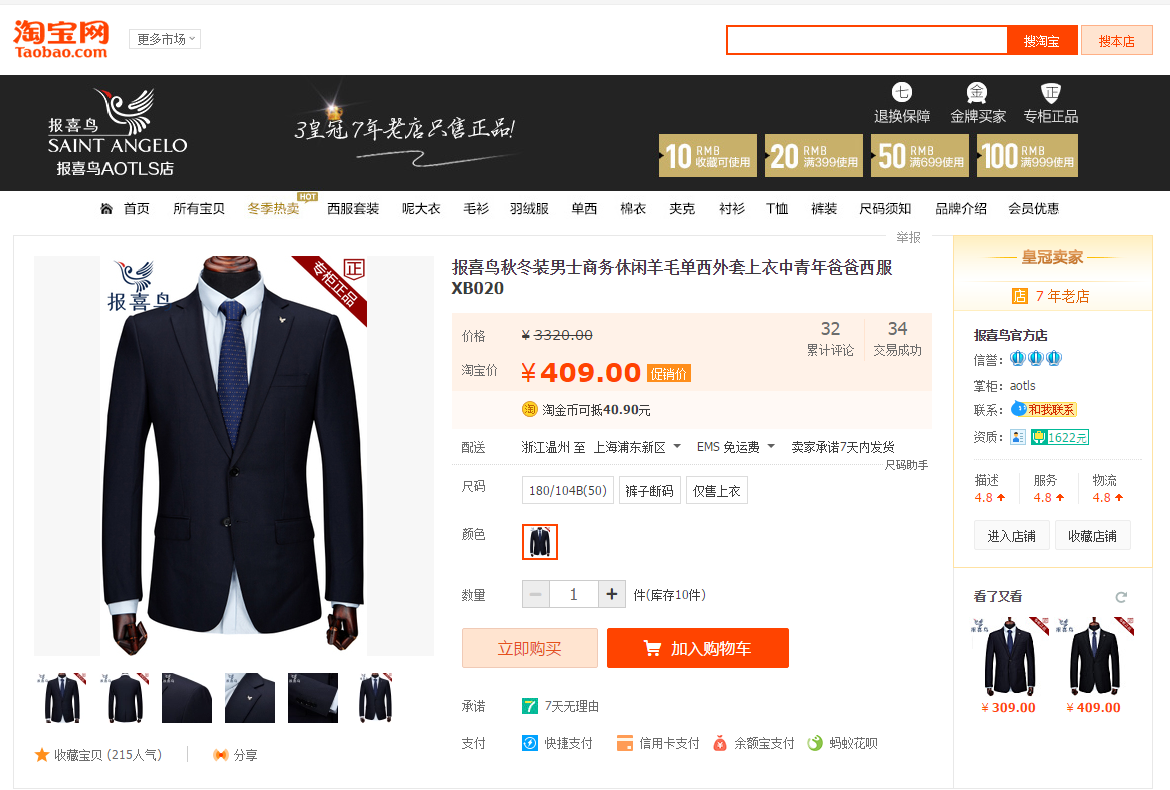 淘宝网
Taobao.com
更多市场
搜淘宝
搜本店
报喜鸟
SAINT ANGELO
报喜鸟AOTLS店
3皇冠7年老店只售正品!
七 金 正
退换保障 金牌买家 专柜正品
10 RMB 收藏可使用
20 RMB 满399使用
50 RMB 满699使用
100 RMB 满999使用
首页 所有宝贝 冬季热卖 HOT 西服套装 呢大衣 毛衫 羽绒服 单西 棉衣 夹克 衬衫 T恤 裤装 尺码须知 品牌介绍 会员优惠
举报
报喜鸟
正
专柜正品
报喜鸟秋冬装男士商务休闲羊毛单西外套上衣中青年爸爸西服
XB020
价格 ¥ 3320.00
32 累计评论
34 交易成功
淘宝价 ¥409.00 促销价
淘 淘金币可抵40.90元
配送 浙江温州 至 上海浦东新区 EMS 免运费 卖家承诺7天内发货
尺码助手
尺码 180/104B(50) 裤子断码 仅售上衣
颜色
数量 1 件(库存10件)
立即购买 加入购物车
承诺 7 7天无理由
支付 快捷支付 信用卡支付 余额宝支付 蚂蚁花呗
收藏宝贝 (215人气)
分享
皇冠卖家
店 7 年老店
报喜鸟官方店
信誉：
掌柜： aotls
联系： 和我联系
资质： 1622元
描述 服务 物流
4.8 4.8 4.8
进入店铺 收藏店铺
看了又看
¥ 309.00 ¥ 409.00